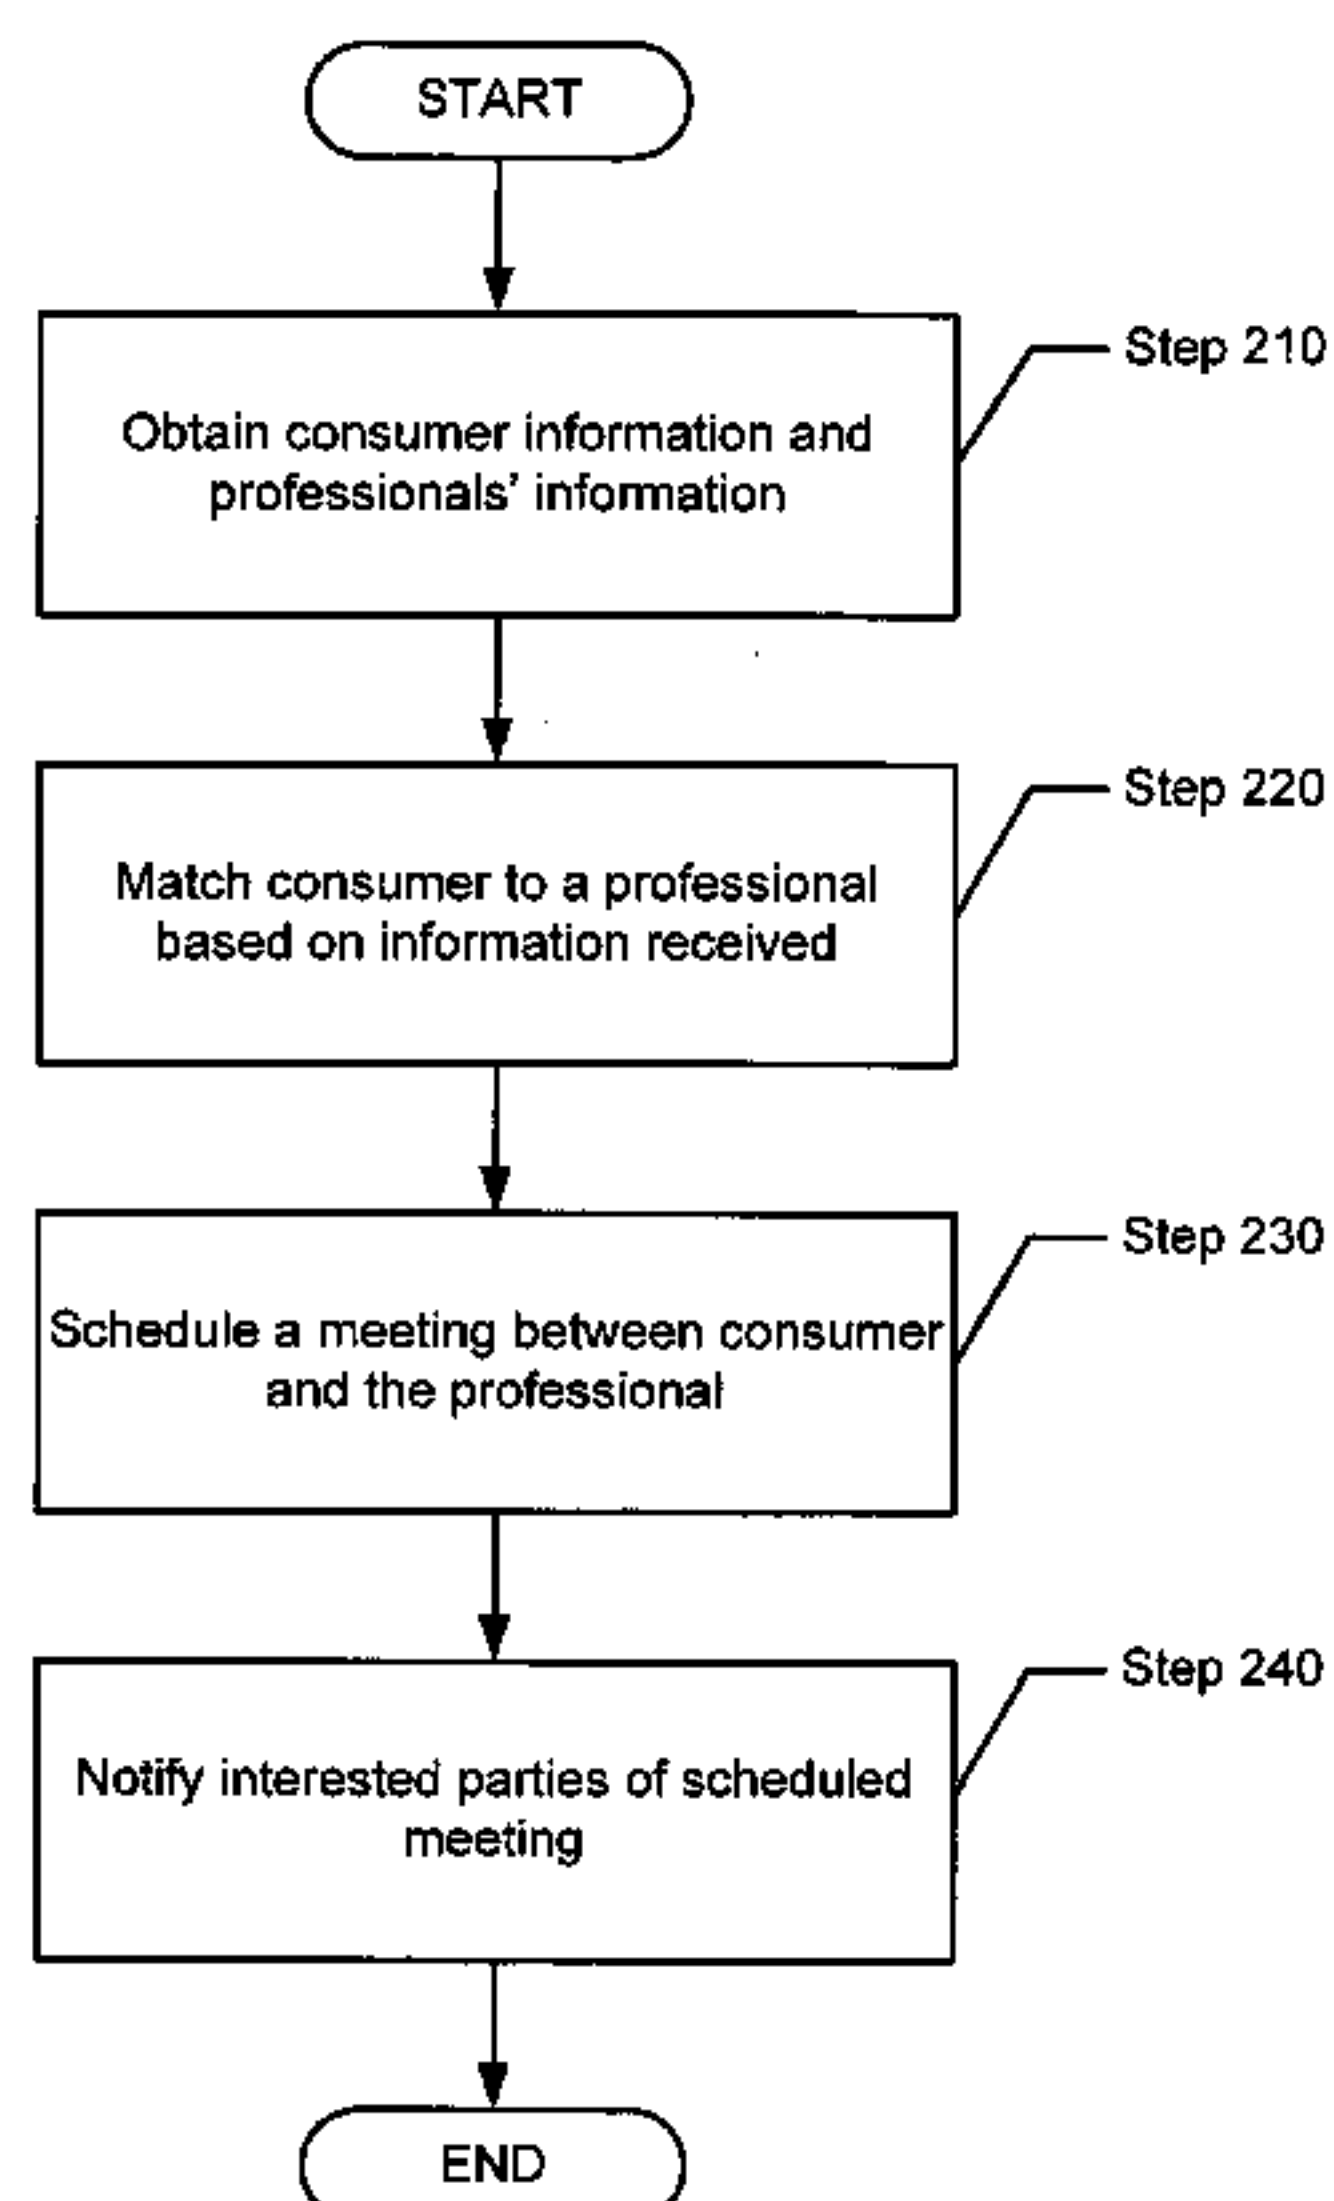 START
Step 210
Obtain consumer information and
professionals' information
Step 220
Match consumer to a professional
based on information received
Step 230
Schedule a meeting between consumer
and the professional
Step 240
Notify interested parties of scheduled
meeting
END